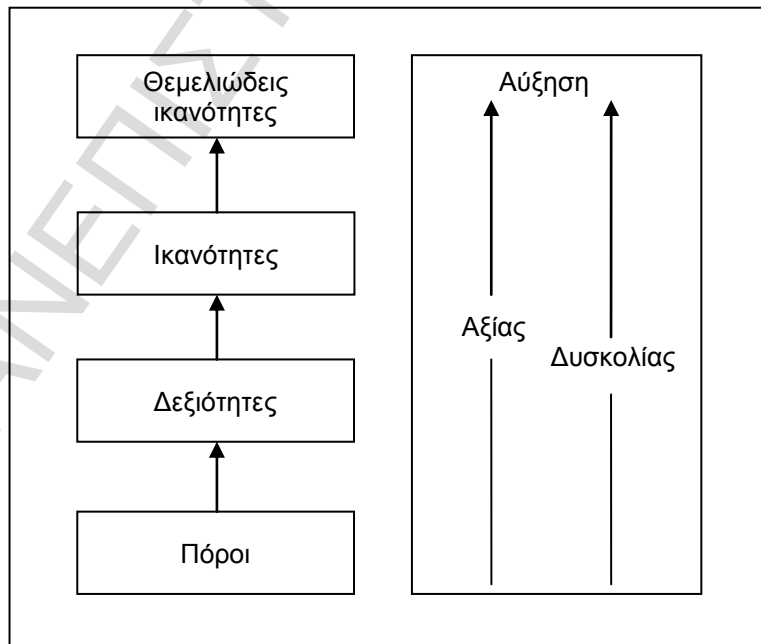 Θεμελιώδεις
ικανότητες
Ικανότητες
Δεξιότητες
Πόροι
Αύξηση
Αξίας
Δυσκολίας